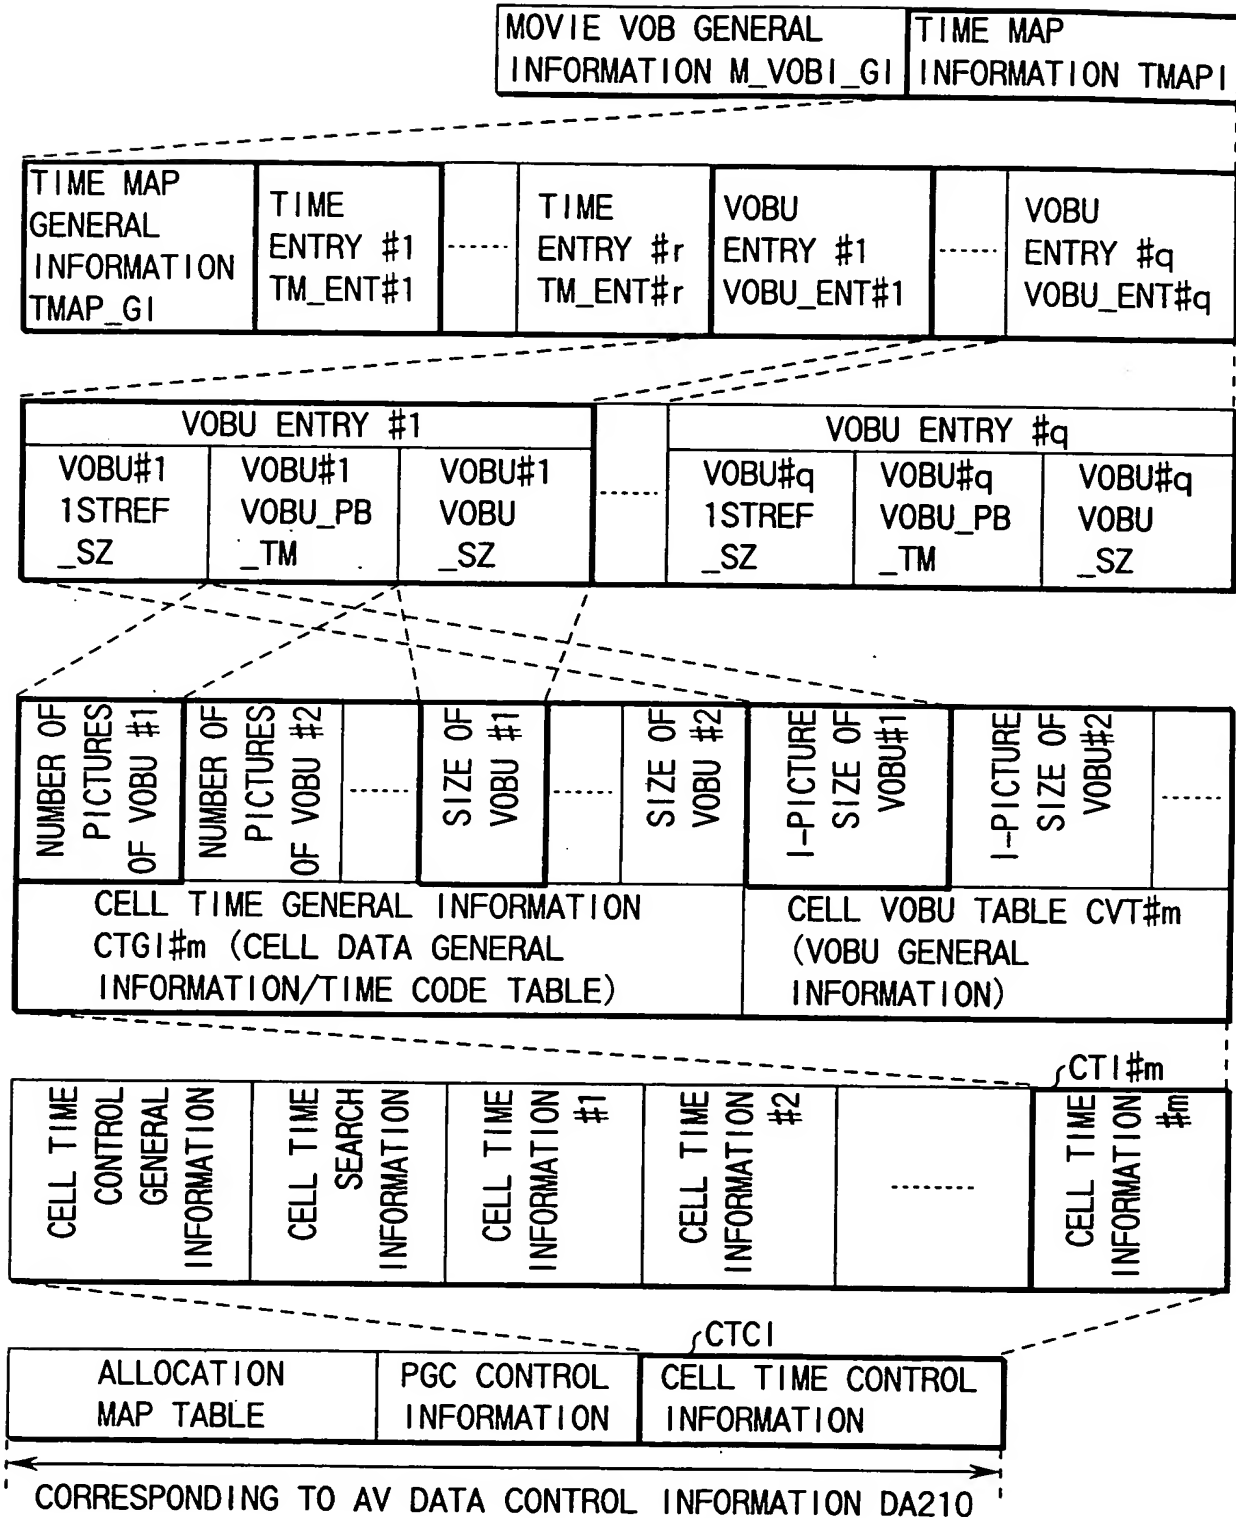 MOVIE VOB GENERAL
INFORMATION M_VOBI_GI
TIME MAP
INFORMATION TMAPI
TIME MAP
GENERAL
INFORMATION
TMAP_GI
TIME
ENTRY #1
TM_ENT#1
TIME
ENTRY #r
TM_ENT#r
VOBU
ENTRY #1
VOBU_ENT#1
VOBU
ENTRY #q
VOBU_ENT#q
VOBU ENTRY #1
VOBU#1
1STREF
_SZ
VOBU#1
VOBU_PB
_TM
VOBU#1
VOBU
_SZ
VOBU ENTRY #q
VOBU#q
1STREF
_SZ
VOBU#q
VOBU_PB
_TM
VOBU#q
VOBU
_SZ
NUMBER OF
PICTURES
OF VOBU #1
NUMBER OF
PICTURES
OF VOBU #2
SIZE OF
VOBU #1
SIZE OF
VOBU #2
I-PICTURE
SIZE OF
VOBU#1
I-PICTURE
SIZE OF
VOBU#2
CELL TIME GENERAL INFORMATION
CTGI#m (CELL DATA GENERAL
INFORMATION/TIME CODE TABLE)
CELL VOBU TABLE CVT#m
(VOBU GENERAL
INFORMATION)
CTI#m
CELL TIME
CONTROL
GENERAL
INFORMATION
CELL TIME
SEARCH
INFORMATION
CELL TIME
INFORMATION
#1
CELL TIME
INFORMATION
#2
CELL TIME
INFORMATION
#m
CTCI
ALLOCATION
MAP TABLE
PGC CONTROL
INFORMATION
CELL TIME CONTROL
INFORMATION
CORRESPONDING TO AV DATA CONTROL INFORMATION DA210